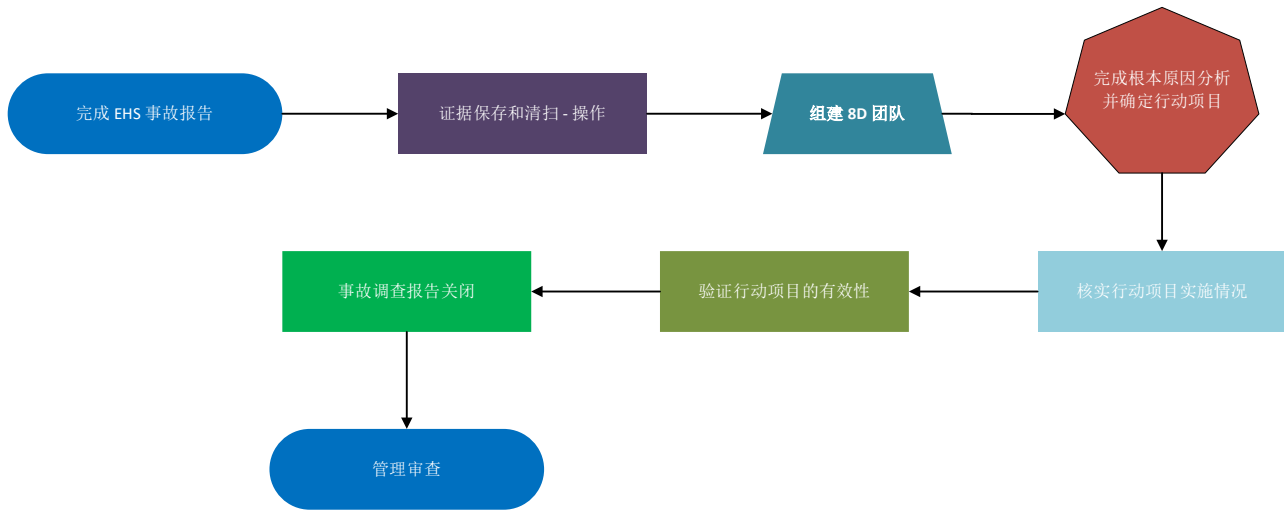 完成 EHS 事故报告
证据保存和清扫 - 操作
组建 8D 团队
完成根本原因分析
并确定行动项目
核实行动项目实施情况
验证行动项目的有效性
事故调查报告关闭
管理审查